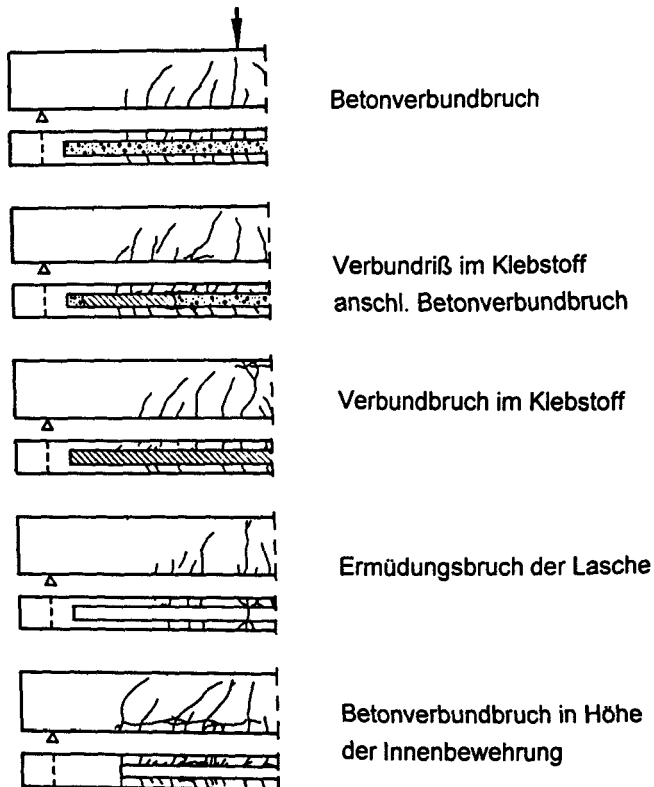 Betonverbundbruch
Verbundriß im Klebstoff
anschl. Betonverbundbruch
Verbundbruch im Klebstoff
Ermüdungsbruch der Lasche
Betonverbundbruch in Höhe
der Innenbewehrung